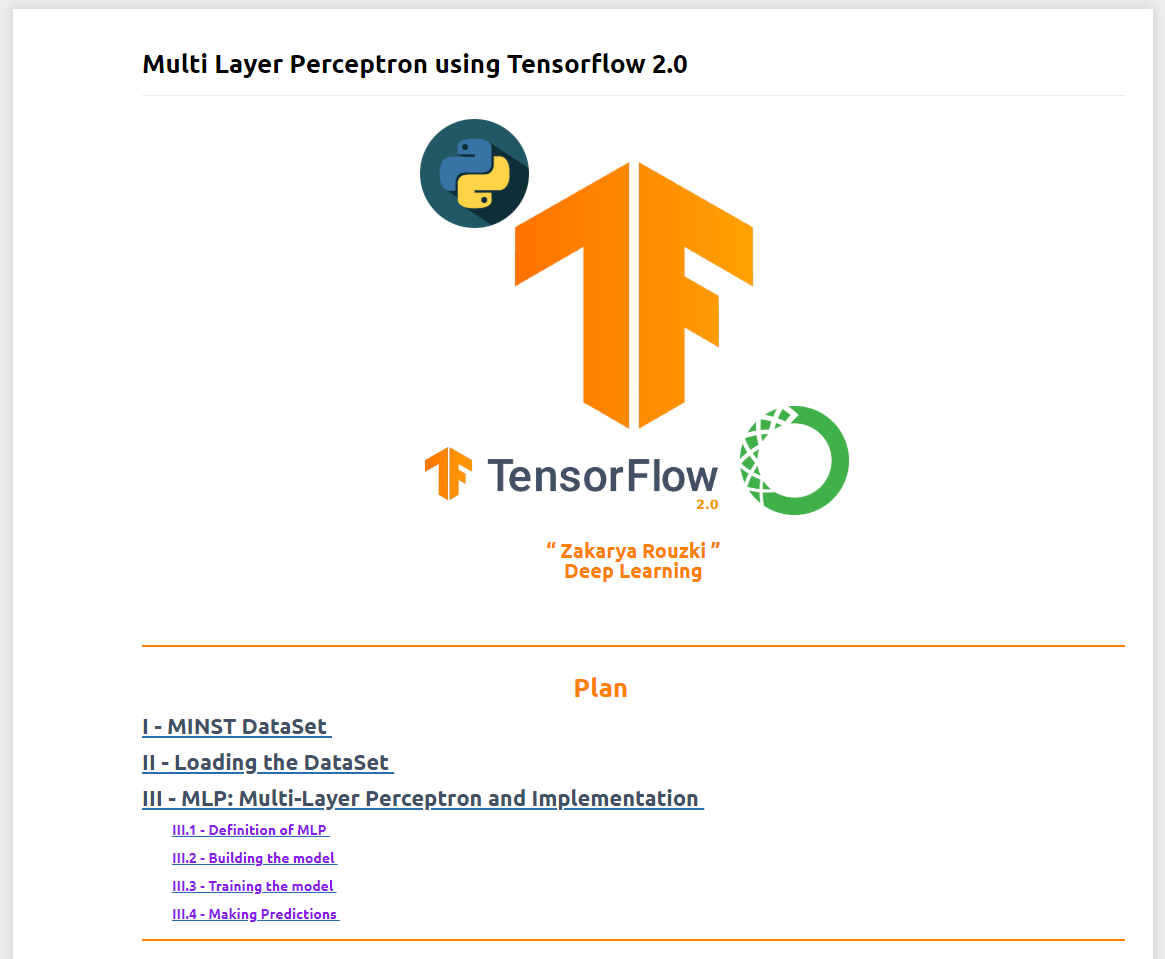 Multi Layer Perceptron using Tensorflow 2.0
TensorFlow
2.0
“ Zakarya Rouzki ”
Deep Learning
Plan
I - MINST DataSet
II - Loading the DataSet
III - MLP: Multi-Layer Perceptron and Implementation
III.1 - Definition of MLP
III.2 - Building the model
III.3 - Training the model
III.4 - Making Predictions